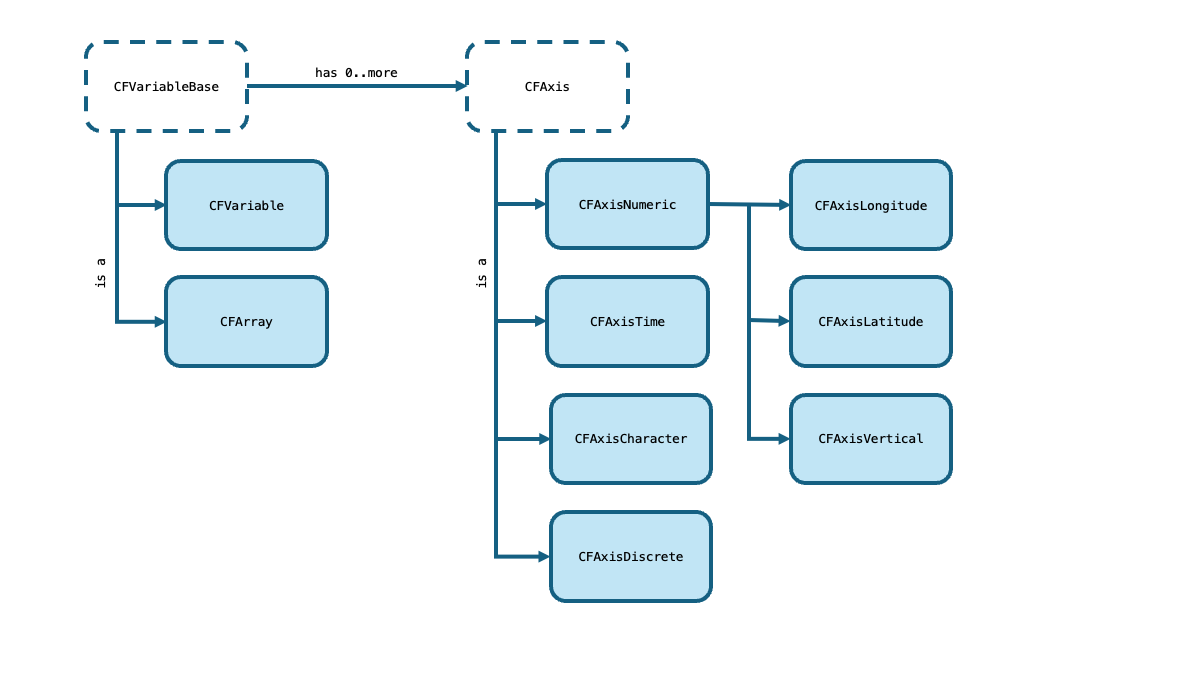 has 0..more
CFVariableBase
CFAxis
CFVariable
CFAxisNumeric
CFAxisLongitude
is a
is a
CFArray
CFAxisTime
CFAxisLatitude
CFAxisCharacter
CFAxisVertical
CFAxisDiscrete